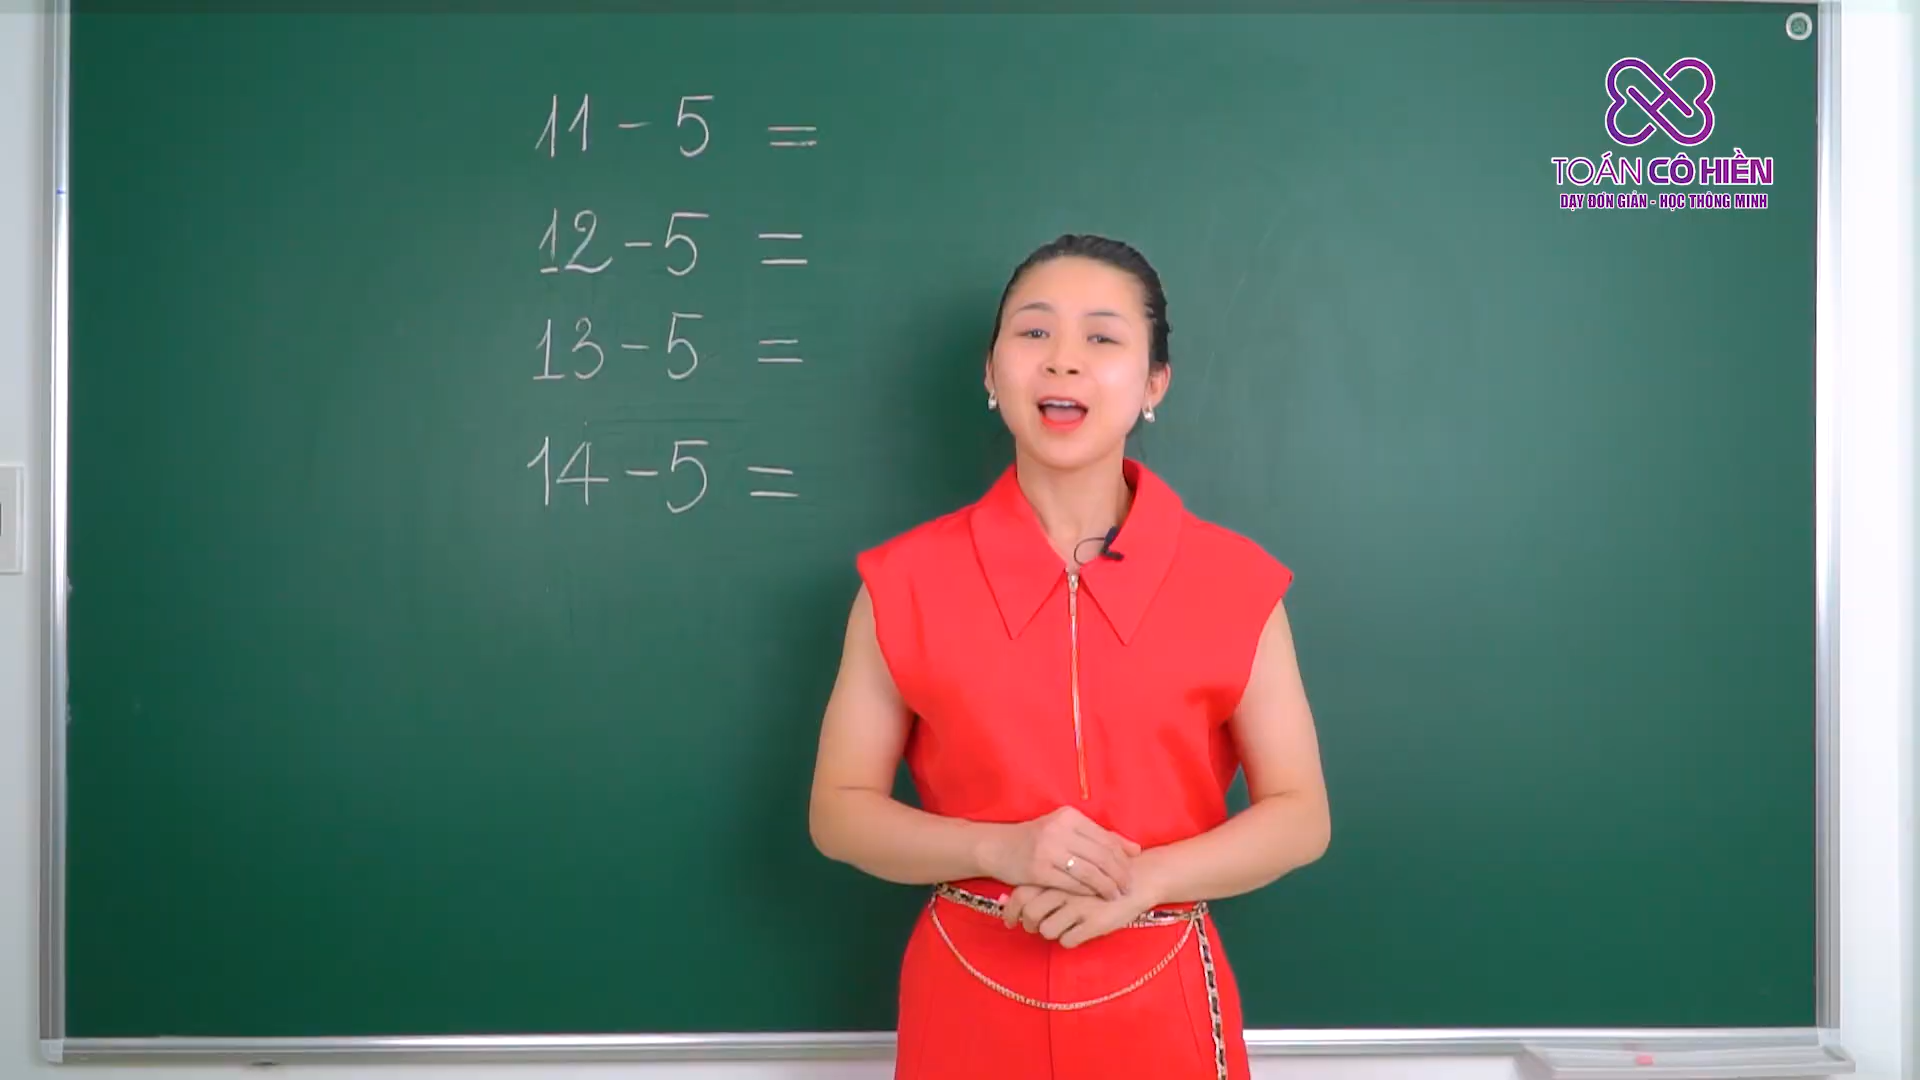 11 - 5 =
12 - 5 =
13 - 5 =
14 - 5 =
TOÁN CÔ HIỀN
DẠY ĐƠN GIẢN - HỌC THÔNG MINH